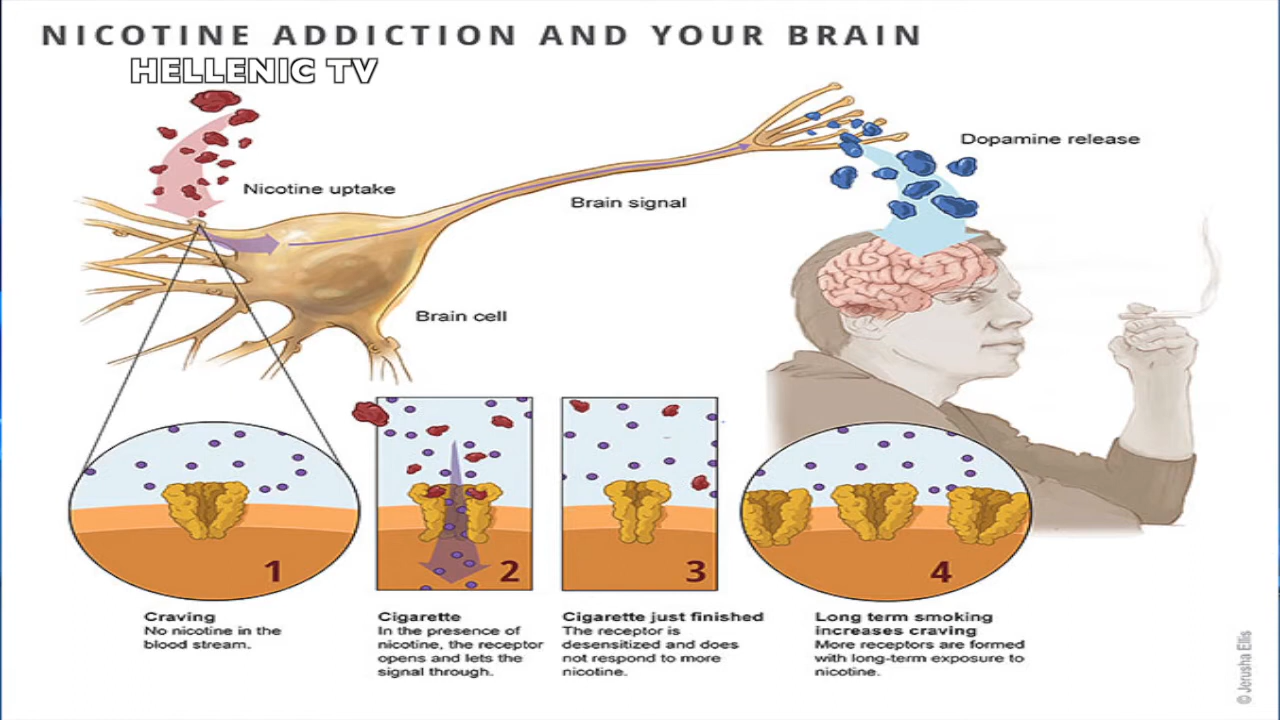 NICOTINE ADDICTION AND YOUR BRAIN
HELLENIC TV
Nicotine uptake
Brain signal
Dopamine release
Brain cell
1
2
3
4
Craving
No nicotine in the
blood stream.
Cigarette
In the presence of
nicotine, the receptor
opens and lets the
signal through.
Cigarette just finished
The receptor is
desensitized and does
not respond to more
nicotine.
Long term smoking
increases craving
More receptors are formed
with long-term exposure to
nicotine.
© Jerusha Ellis